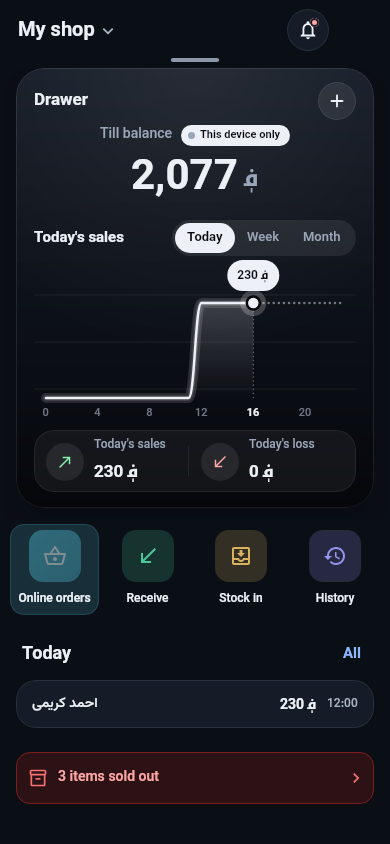 My shop
Drawer
Till balance
This device only
2,077 ؋
Today's sales
Today
Week
Month
230 ؋
0
4
8
12
16
20
Today's sales
230 ؋
Today's loss
0 ؋
Online orders
Receive
Stock in
History
Today
All
احمد کریمی
230 ؋
12:00
3 items sold out